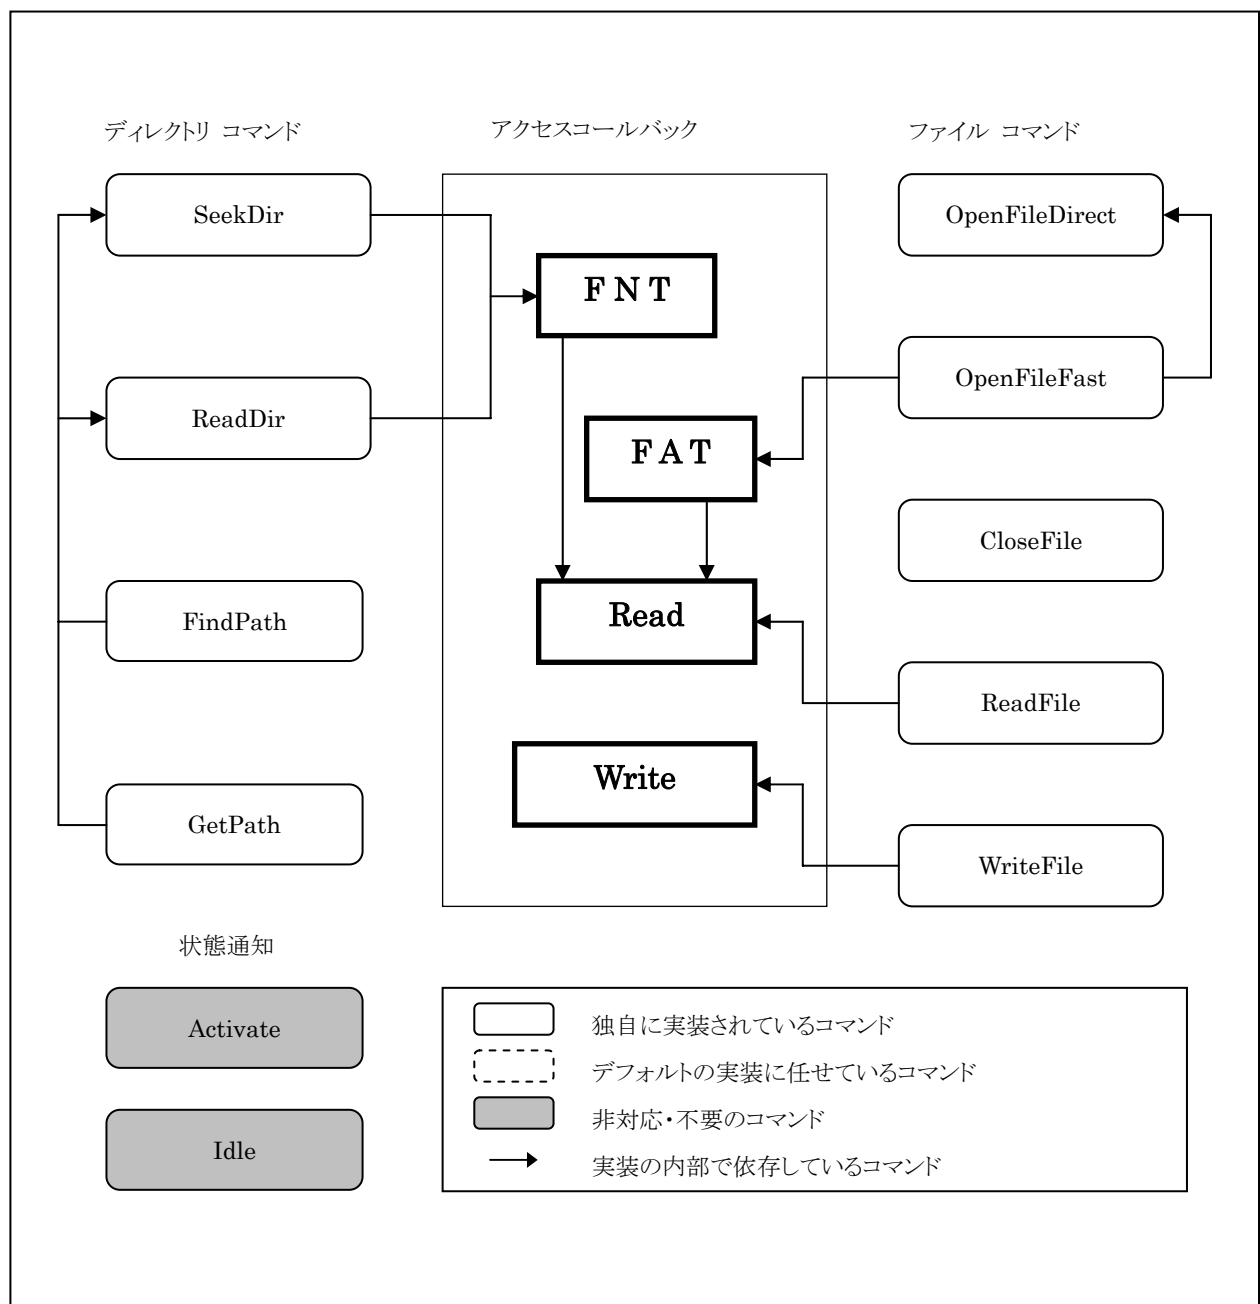 ディレクトリ コマンド
アクセスコールバック
ファイル コマンド
SeekDir
OpenFileDirect
FNT
ReadDir
OpenFileFast
FAT
CloseFile
FindPath
Read
ReadFile
Write
GetPath
WriteFile
状態通知
Activate
Idle
独自に実装されているコマンド
デフォルトの実装に任せているコマンド
非対応・不要のコマンド
実装の内部で依存しているコマンド